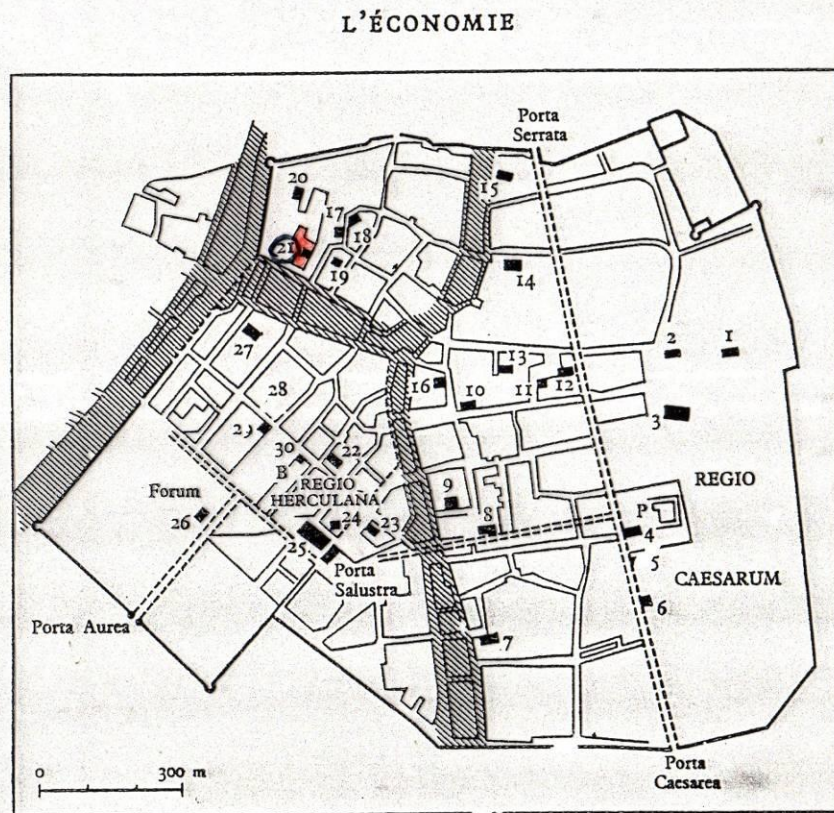 L'ÉCONOMIE
Porta
Serrata
20
15
17
18
21
19
14
27
13
2
1
28
16
10
11
12
3
29
30
22
B
REGIO
HERCULANA
REGIO
Forum
9
P
26
24
23
8
4
25
5
Porta
Salustra
CAESARUM
6
Porta Aurea
7
0
300 m
Porta
Caesarea